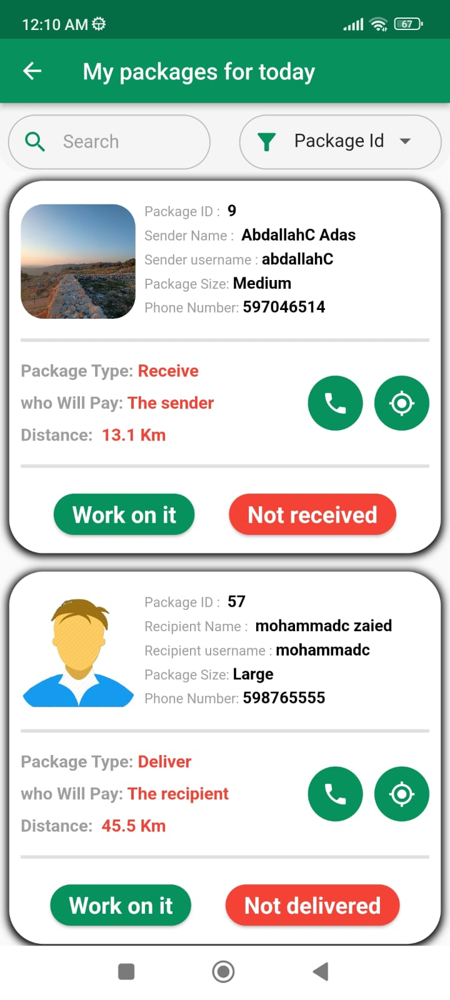 12:10 AM
67
My packages for today
Search
Package Id
Package ID : 9
Sender Name : AbdallahC Adas
Sender username : abdallahC
Package Size: Medium
Phone Number: 597046514
Package Type: Receive
who Will Pay: The sender
Distance: 13.1 Km
Work on it
Not received
Package ID : 57
Recipient Name : mohammadc zaied
Recipient username : mohammadc
Package Size: Large
Phone Number: 598765555
Package Type: Deliver
who Will Pay: The recipient
Distance: 45.5 Km
Work on it
Not delivered